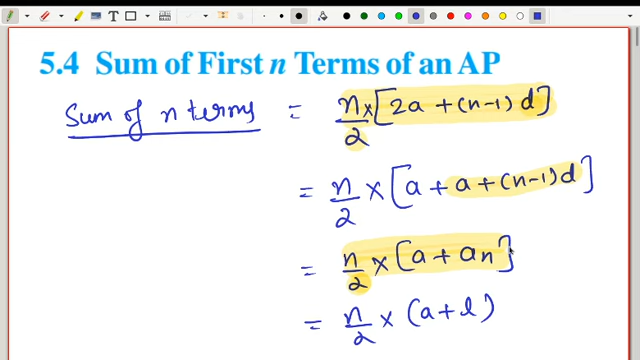 5.4 Sum of First n Terms of an AP
Sum of n terms = n/2 × [2a + (n-1) d]
= n/2 × [a + a + (n-1) d]
= n/2 × [a + an]
= n/2 × (a + l)